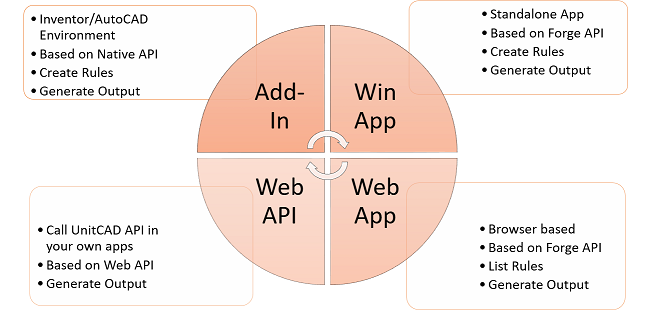 • Inventor/AutoCAD
Environment
• Based on Native API
• Create Rules
• Generate Output
• Standalone App
• Based on Forge API
• Create Rules
• Generate Output
Add-
In
Win
App
Web
API
Web
App
• Call UnitCAD API in
your own apps
• Based on Web API
• Generate Output
• Browser based
• Based on Forge API
• List Rules
• Generate Output